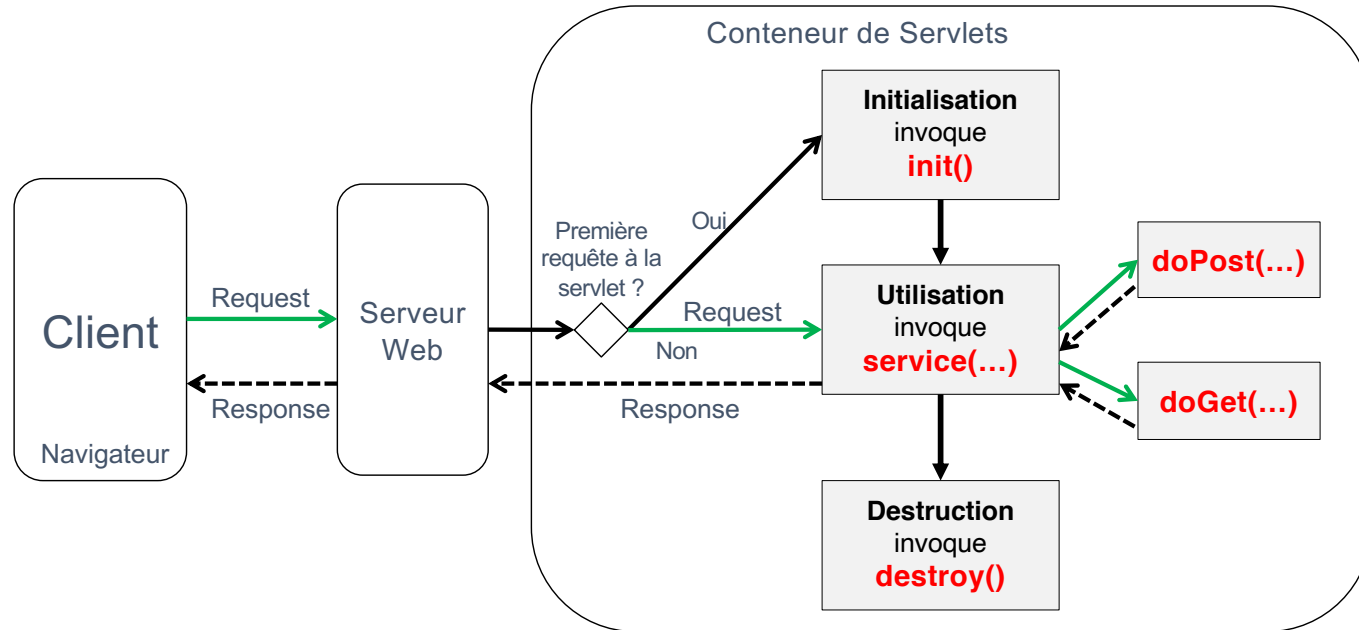 Conteneur de Servlets
Initialisation
invoque
init()
Oui
Première
requête à la
servlet ?
Client
Navigateur
Request
Response
Serveur
Web
Request
Non
Response
Utilisation
invoque
service(…)
doPost(…)
doGet(…)
Destruction
invoque
destroy()